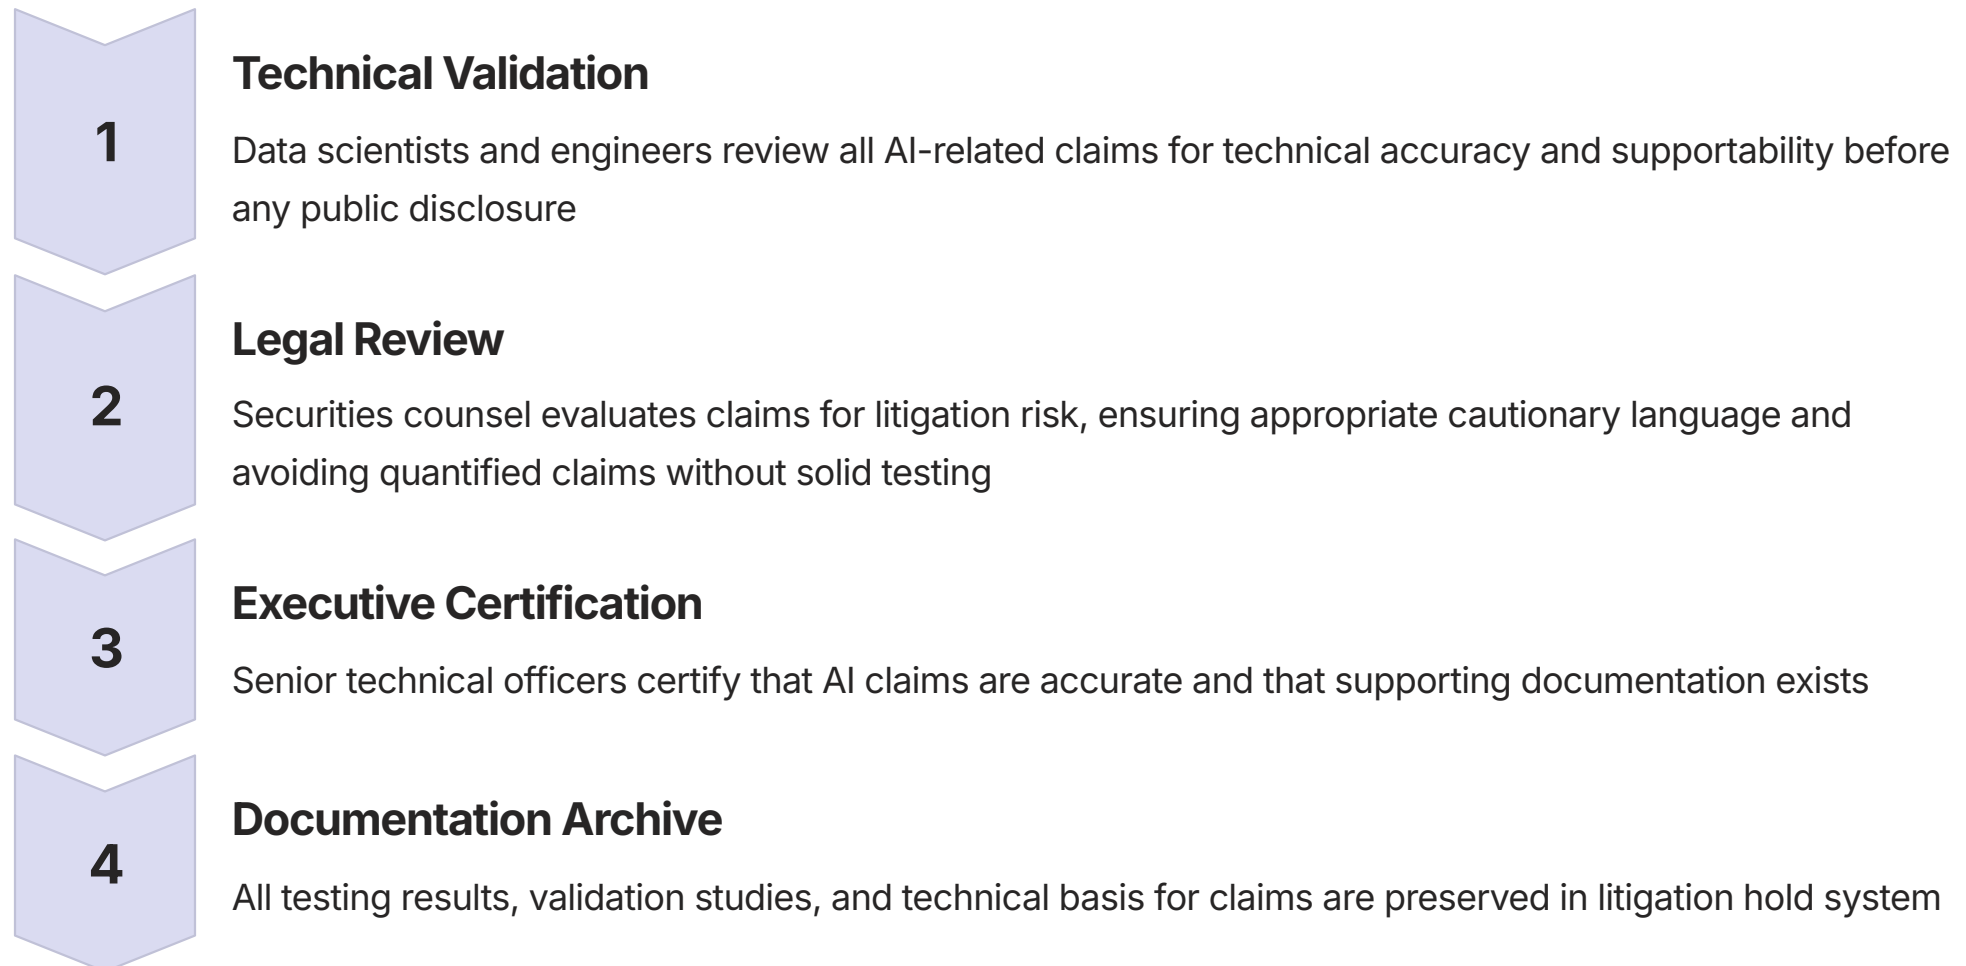 1
Technical Validation
Data scientists and engineers review all AI-related claims for technical accuracy and supportability before
any public disclosure
2
Legal Review
Securities counsel evaluates claims for litigation risk, ensuring appropriate cautionary language and
avoiding quantified claims without solid testing
3
Executive Certification
Senior technical officers certify that AI claims are accurate and that supporting documentation exists
4
Documentation Archive
All testing results, validation studies, and technical basis for claims are preserved in litigation hold system